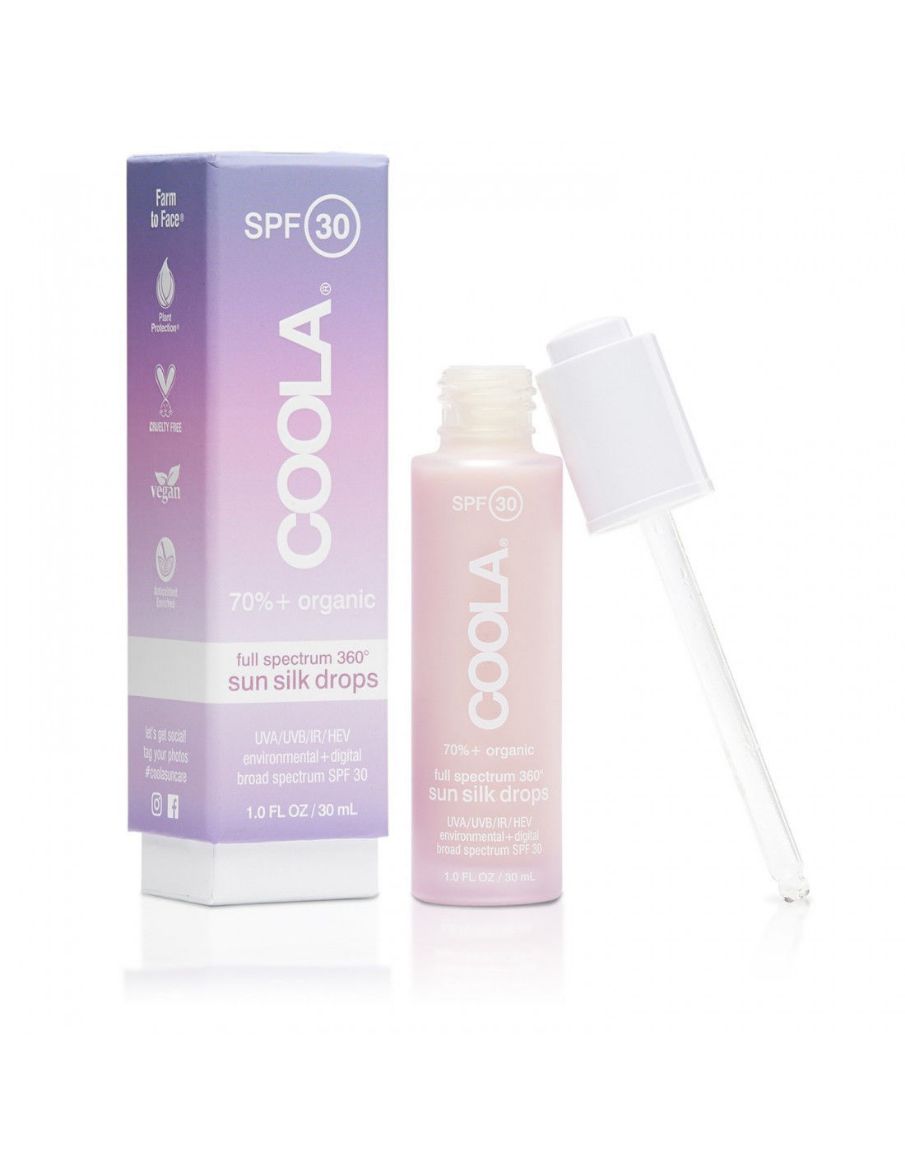 Farm
to Face®
Plant
Protection®
CRUELTY FREE
vegan
Antioxidant
Enriched
let's get social!
tag your photos
#coolasuncare
SPF 30
COOLA®
70%+ organic
full spectrum 360°
sun silk drops
UVA/UVB/IR/HEV
environmental+digital
broad spectrum SPF 30
1.0 FL OZ / 30 mL
SPF 30
COOLA®
70%+ organic
full spectrum 360°
sun silk drops
UVA/UVB/IR/HEV
environmental+digital
broad spectrum SPF 30
1.0 FL OZ / 30 mL